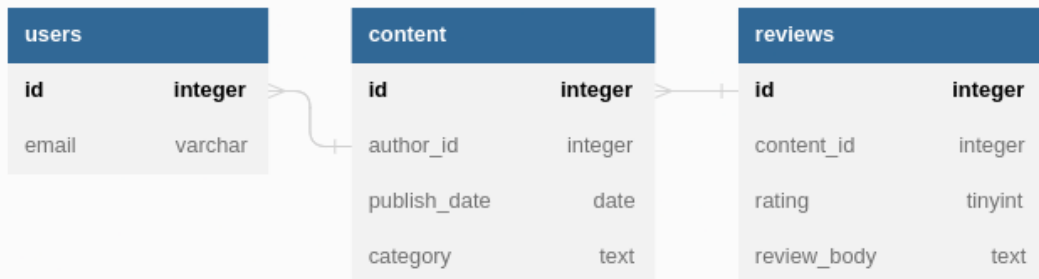 users
id integer
email varchar
content
id integer
author_id integer
publish_date date
category text
reviews
id integer
content_id integer
rating tinyint
review_body text